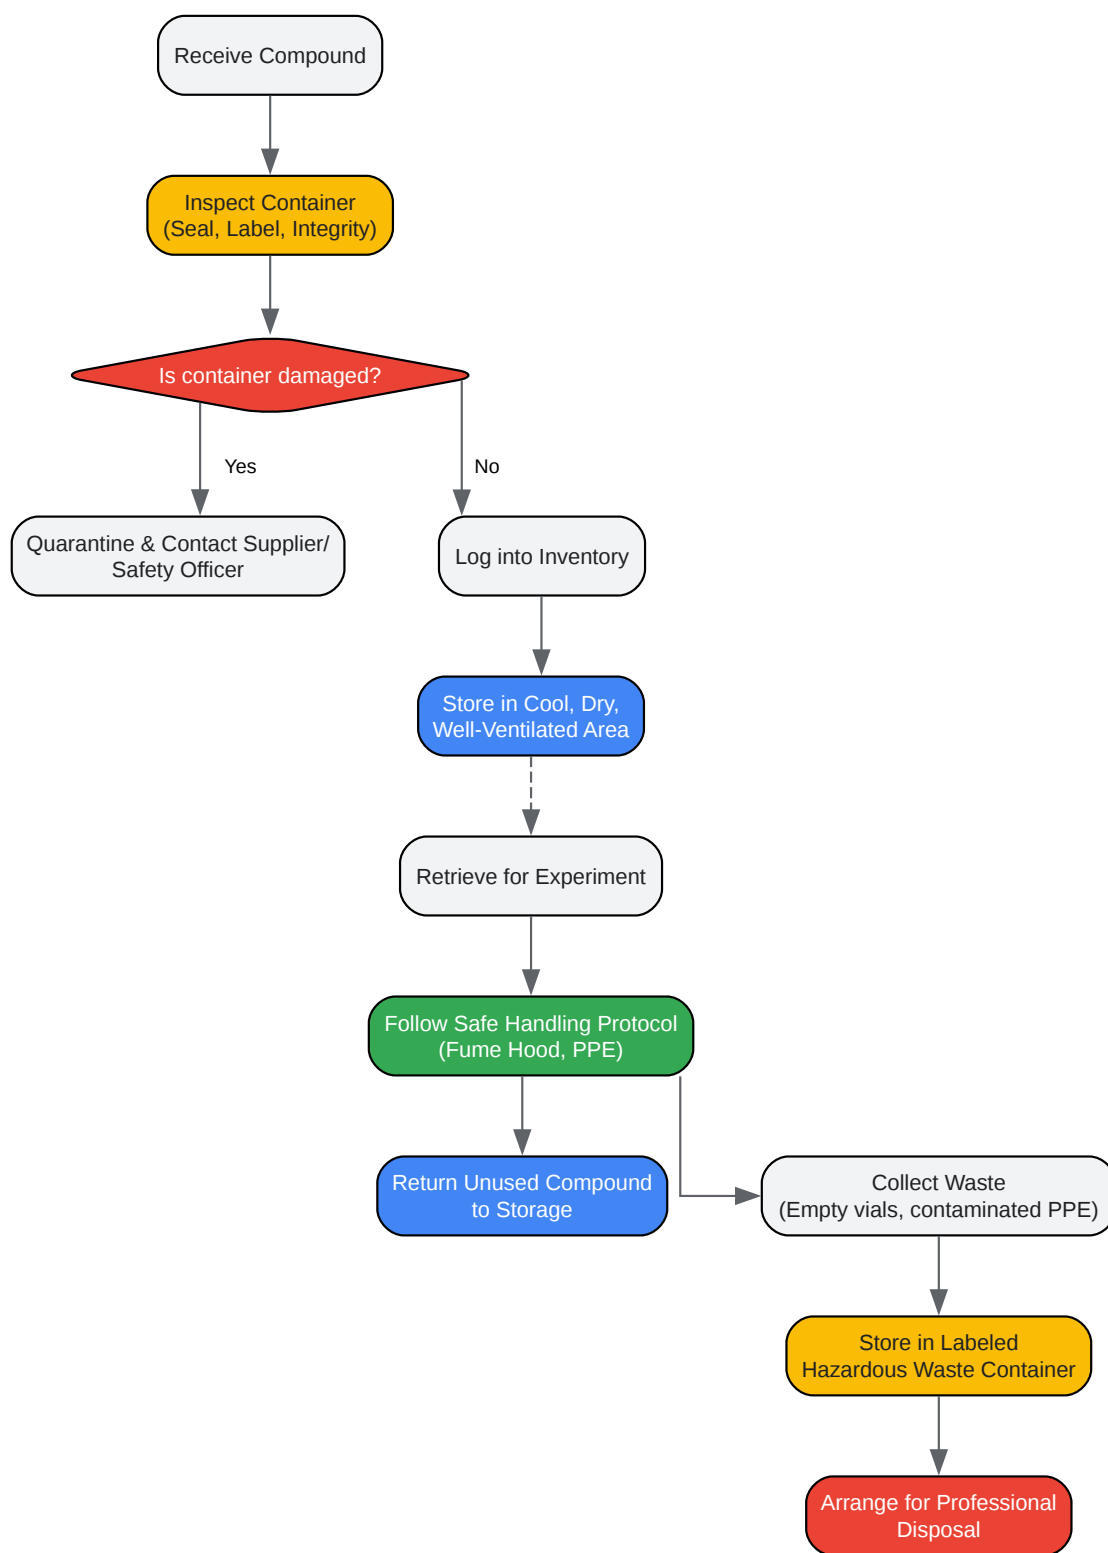 Receive Compound
Inspect Container
(Seal, Label, Integrity)
Is container damaged?
Yes
No
Quarantine & Contact Supplier/
Safety Officer
Log into Inventory
Store in Cool, Dry,
Well-Ventilated Area
Retrieve for Experiment
Follow Safe Handling Protocol
(Fume Hood, PPE)
Return Unused Compound
to Storage
Collect Waste
(Empty vials, contaminated PPE)
Store in Labeled
Hazardous Waste Container
Arrange for Professional
Disposal